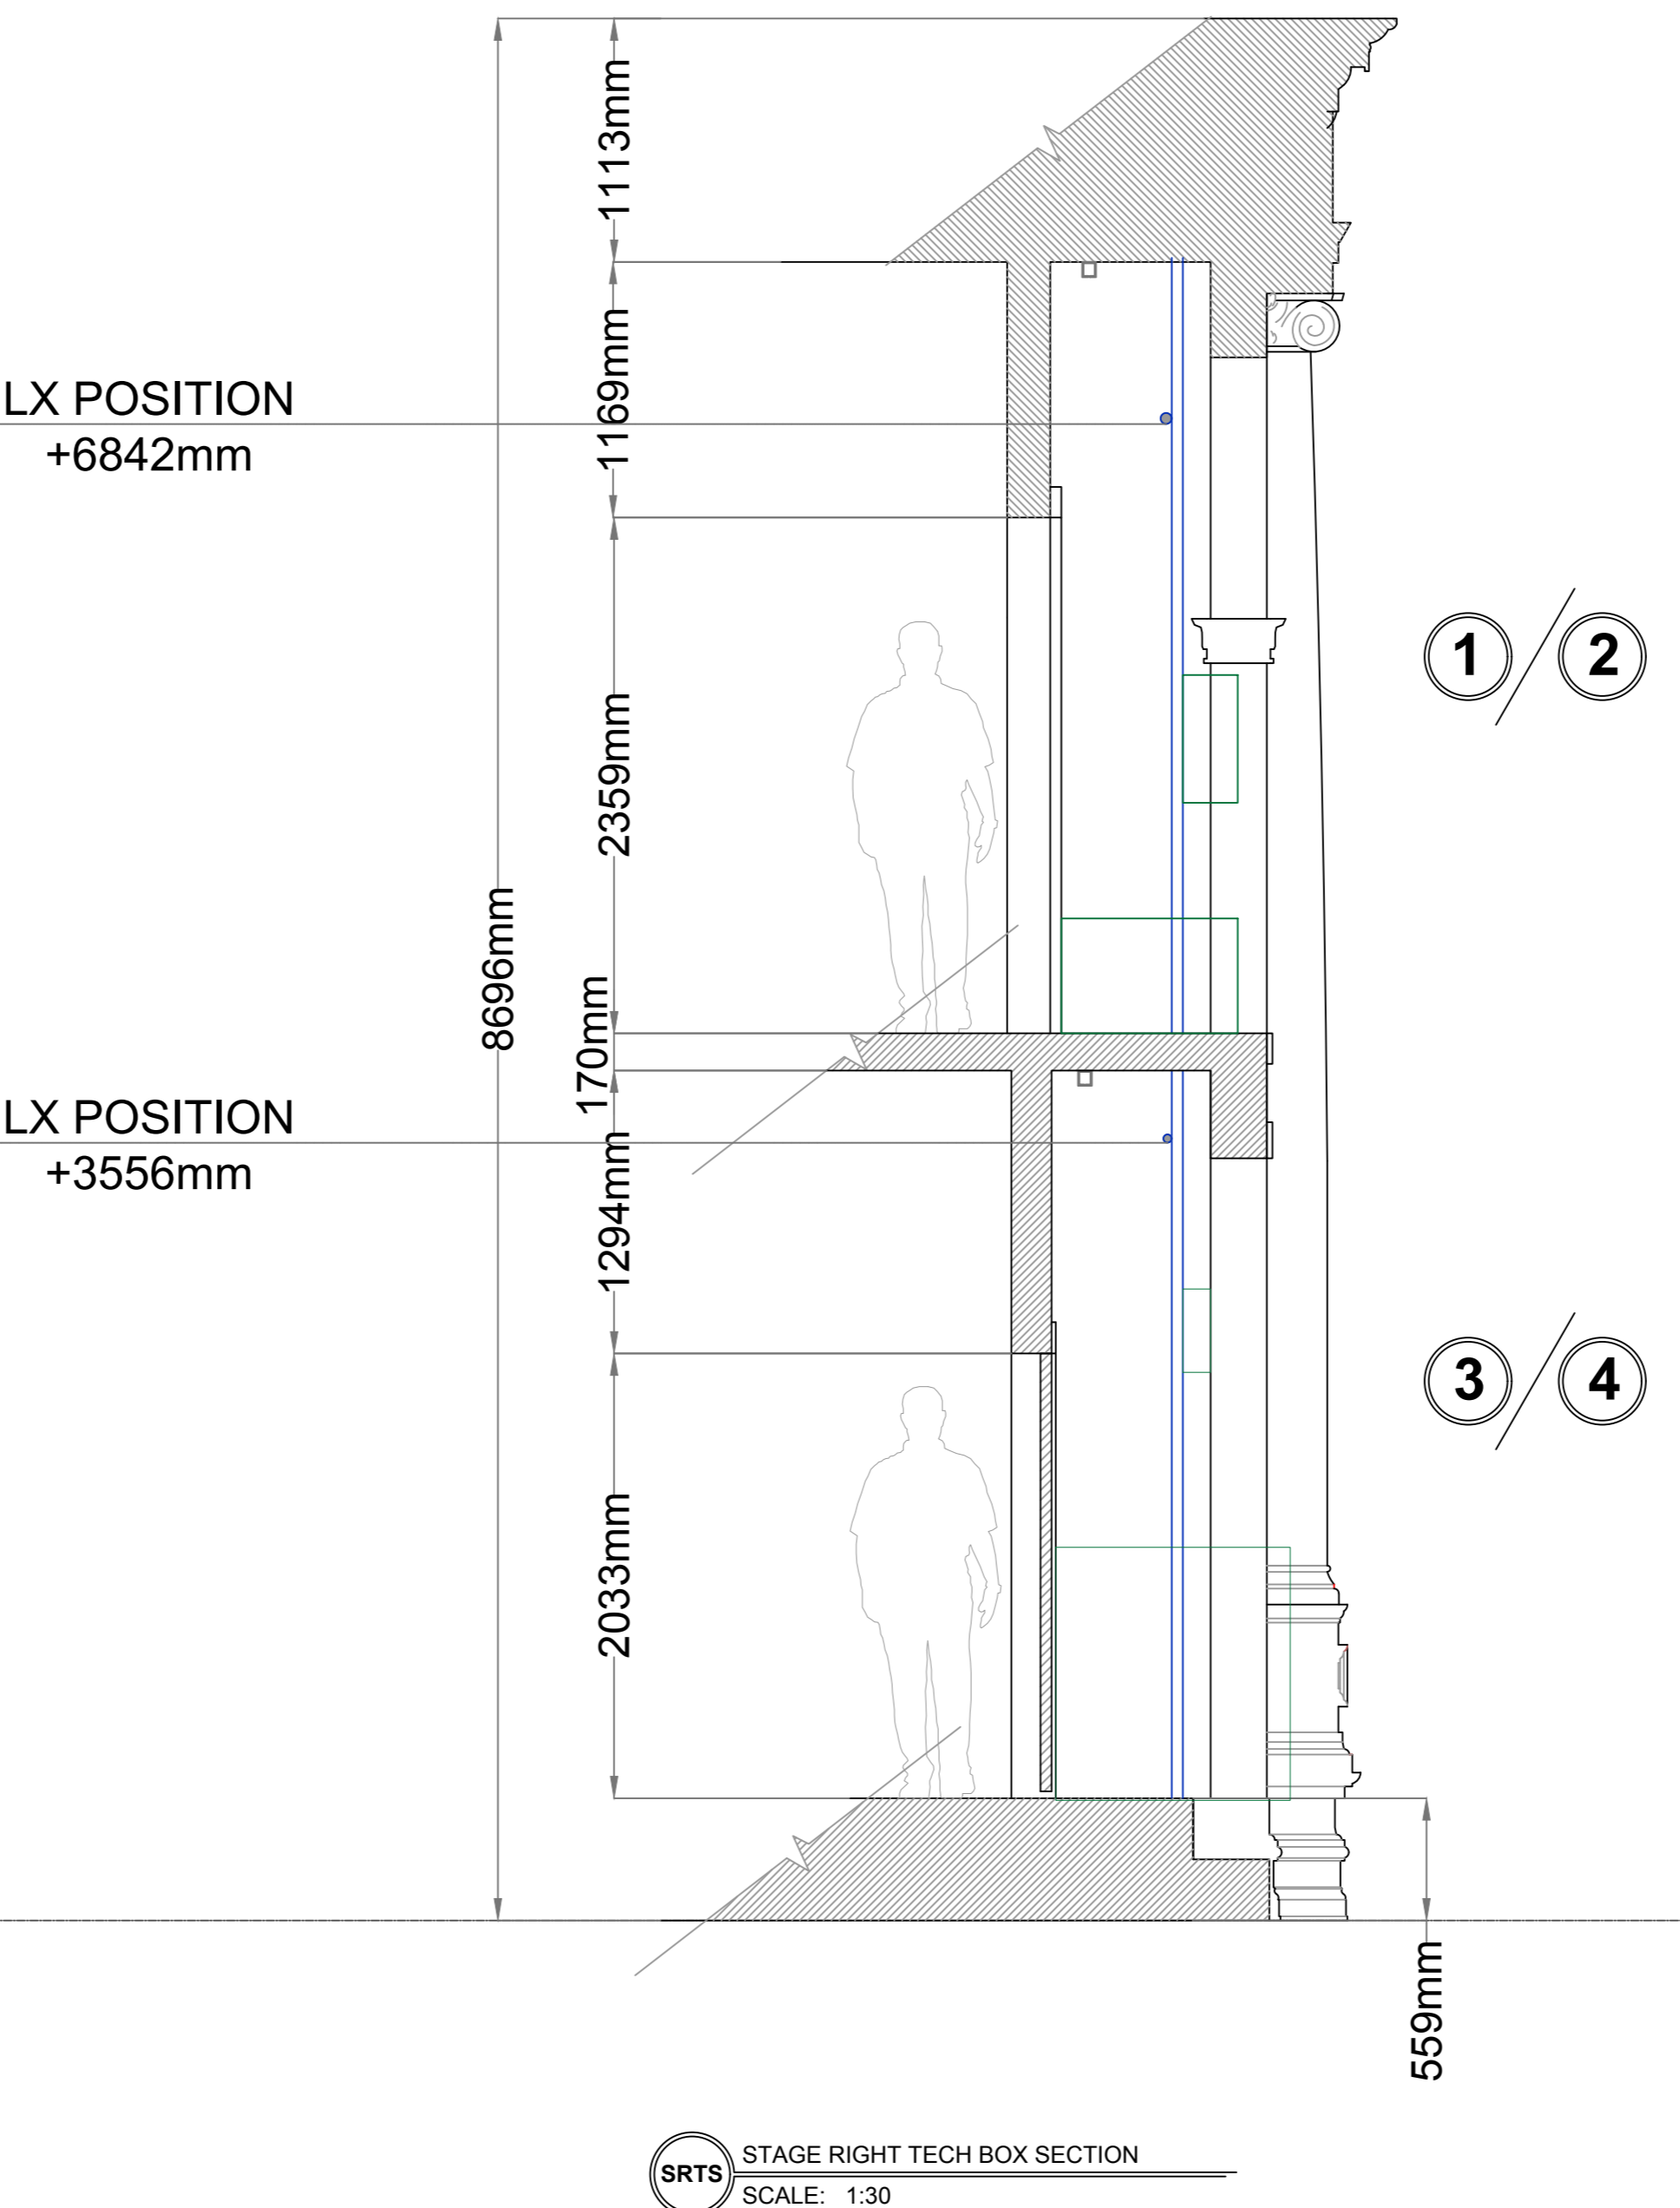 1113mm
1169mm
LX POSITION
+6842mm
1 / 2
2359mm
8696mm
170mm
LX POSITION
+3556mm
1294mm
3 / 4
2033mm
559mm
SRTS
STAGE RIGHT TECH BOX SECTION
SCALE: 1:30